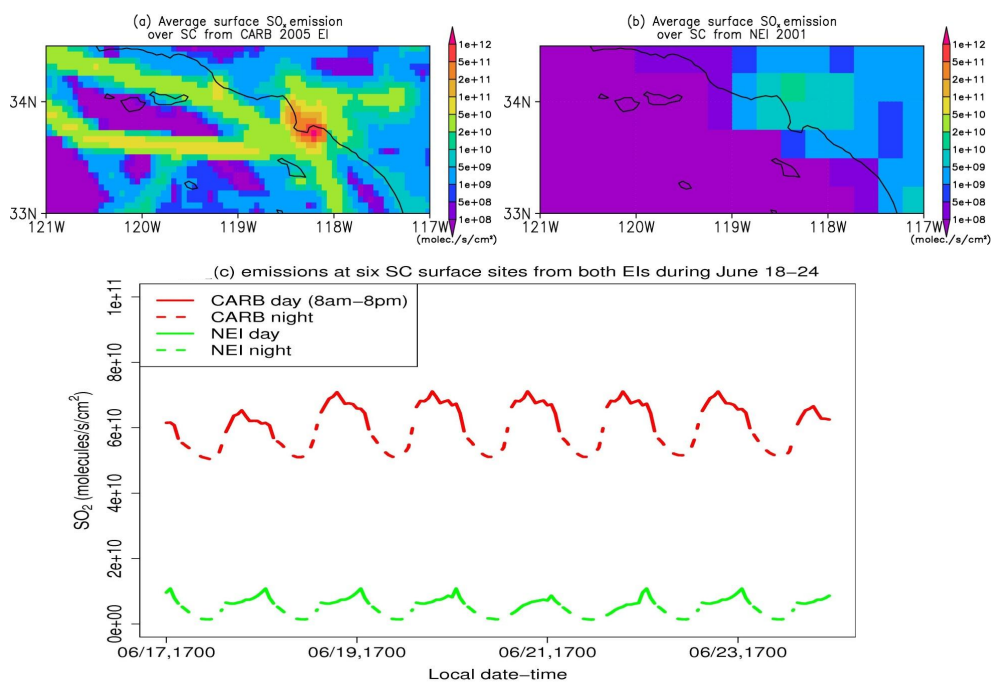 (a) Average surface SOₓ emission
over SC from CARB 2005 EI
34N
33N
121W 120W 119W 118W 117W
1e+12
5e+11
2e+11
1e+11
5e+10
2e+10
1e+10
5e+09
1e+09
5e+08
1e+08
(molec./s/cm²)
(b) Average surface SOₓ emission
over SC from NEI 2001
34N
33N
121W 120W 119W 118W 117W
1e+12
5e+11
2e+11
1e+11
5e+10
2e+10
1e+10
5e+09
1e+09
5e+08
1e+08
(molec./s/cm²)
(c) emissions at six SC surface sites from both EIs during June 18−24
CARB day (8am−8pm)
CARB night
NEI day
NEI night
SO₂ (molecules/s/cm²)
1e+11
8e+10
6e+10
4e+10
2e+10
0e+00
06/17,1700 06/19,1700 06/21,1700 06/23,1700
Local date−time